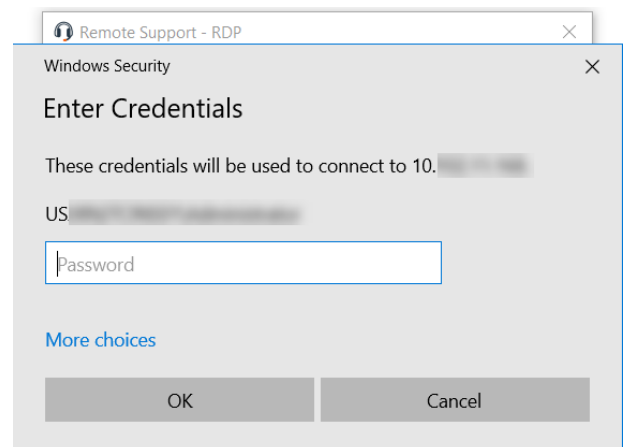 Remote Support - RDP
Windows Security
Enter Credentials
These credentials will be used to connect to 10.
US
Password
More choices
OK
Cancel